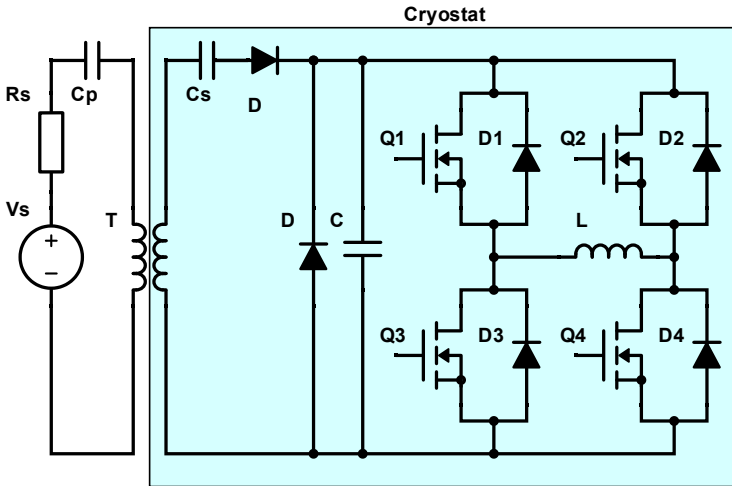 Cryostat
Rs
Cp
Cs
D
Q1
D1
Q2
D2
Vs
T
D
C
L
+
−
Q3
D3
Q4
D4